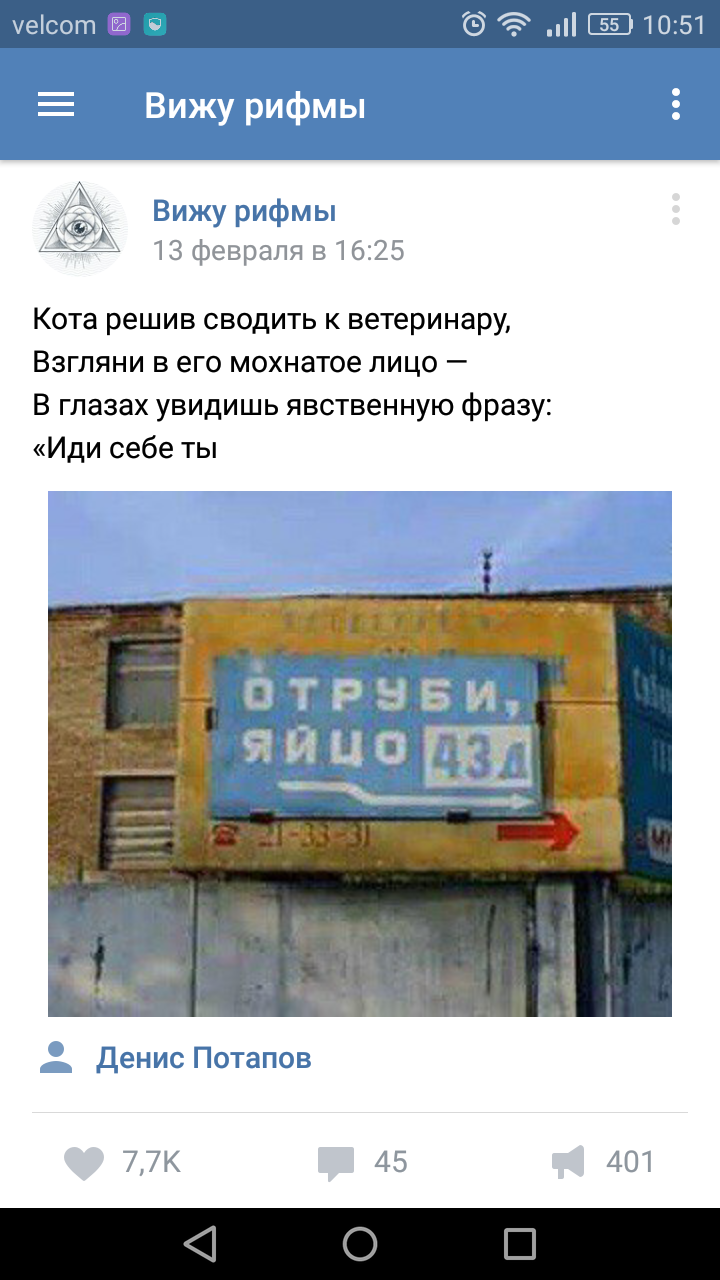 velcom 55 10:51
Вижу рифмы
Вижу рифмы
13 февраля в 16:25
Кота решив сводить к ветеринару,
Взгляни в его мохнатое лицо —
В глазах увидишь явственную фразу:
«Иди себе ты
ОТРУБИ,
ЯЙЦО 43д
21-33-31
Денис Потапов
7,7K 45 401